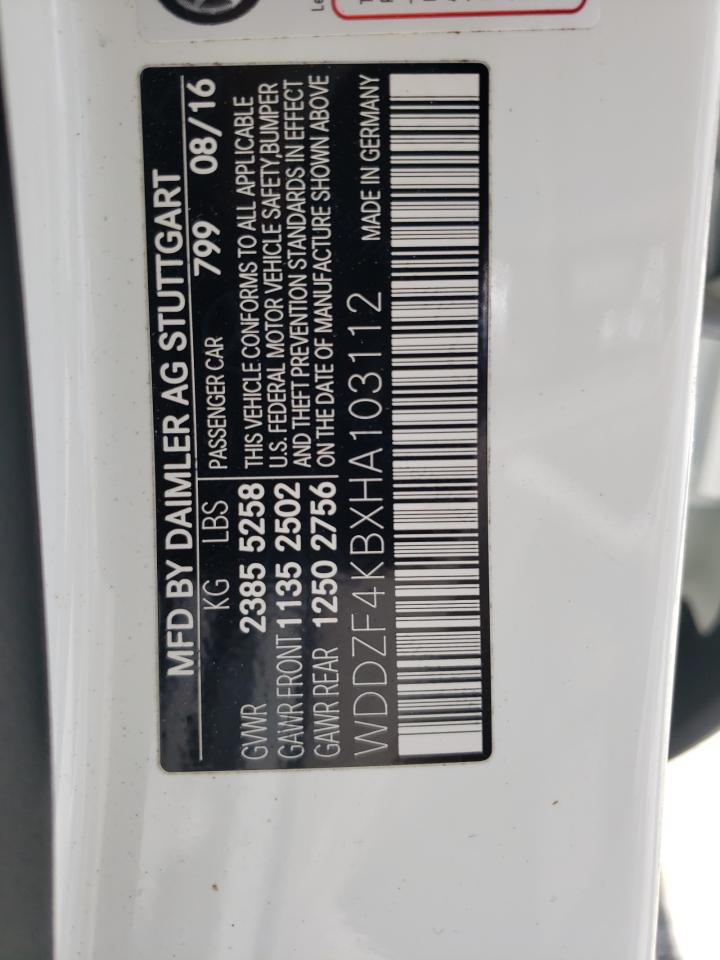 MFD BY DAIMLER AG STUTTGART
PASSENGER CAR 799 08/16
KG LBS
GVWR 2385 5258
GAWR FRONT 1135 2502
GAWR REAR 1250 2756
THIS VEHICLE CONFORMS TO ALL APPLICABLE
U.S. FEDERAL MOTOR VEHICLE SAFETY,BUMPER
AND THEFT PREVENTION STANDARDS IN EFFECT
ON THE DATE OF MANUFACTURE SHOWN ABOVE
WDDZF4KBXHA103112 MADE IN GERMANY